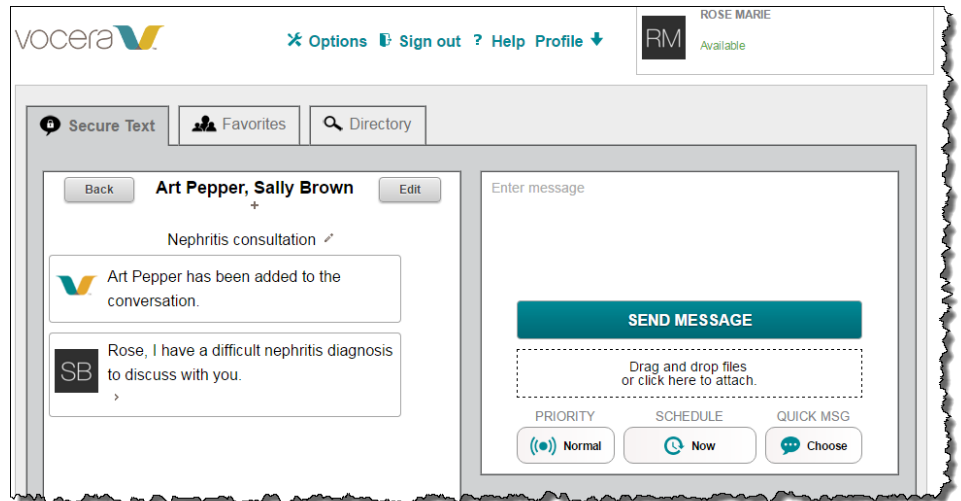 vocera
Options Sign out ? Help Profile
ROSE MARIE
RM
Available
Secure Text
Favorites
Directory
Back
Art Pepper, Sally Brown
Edit
+
Nephritis consultation
Art Pepper has been added to the
conversation.
SB
Rose, I have a difficult nephritis diagnosis
to discuss with you.
>
Enter message
SEND MESSAGE
Drag and drop files
or click here to attach.
PRIORITY
SCHEDULE
QUICK MSG
Normal
Now
Choose